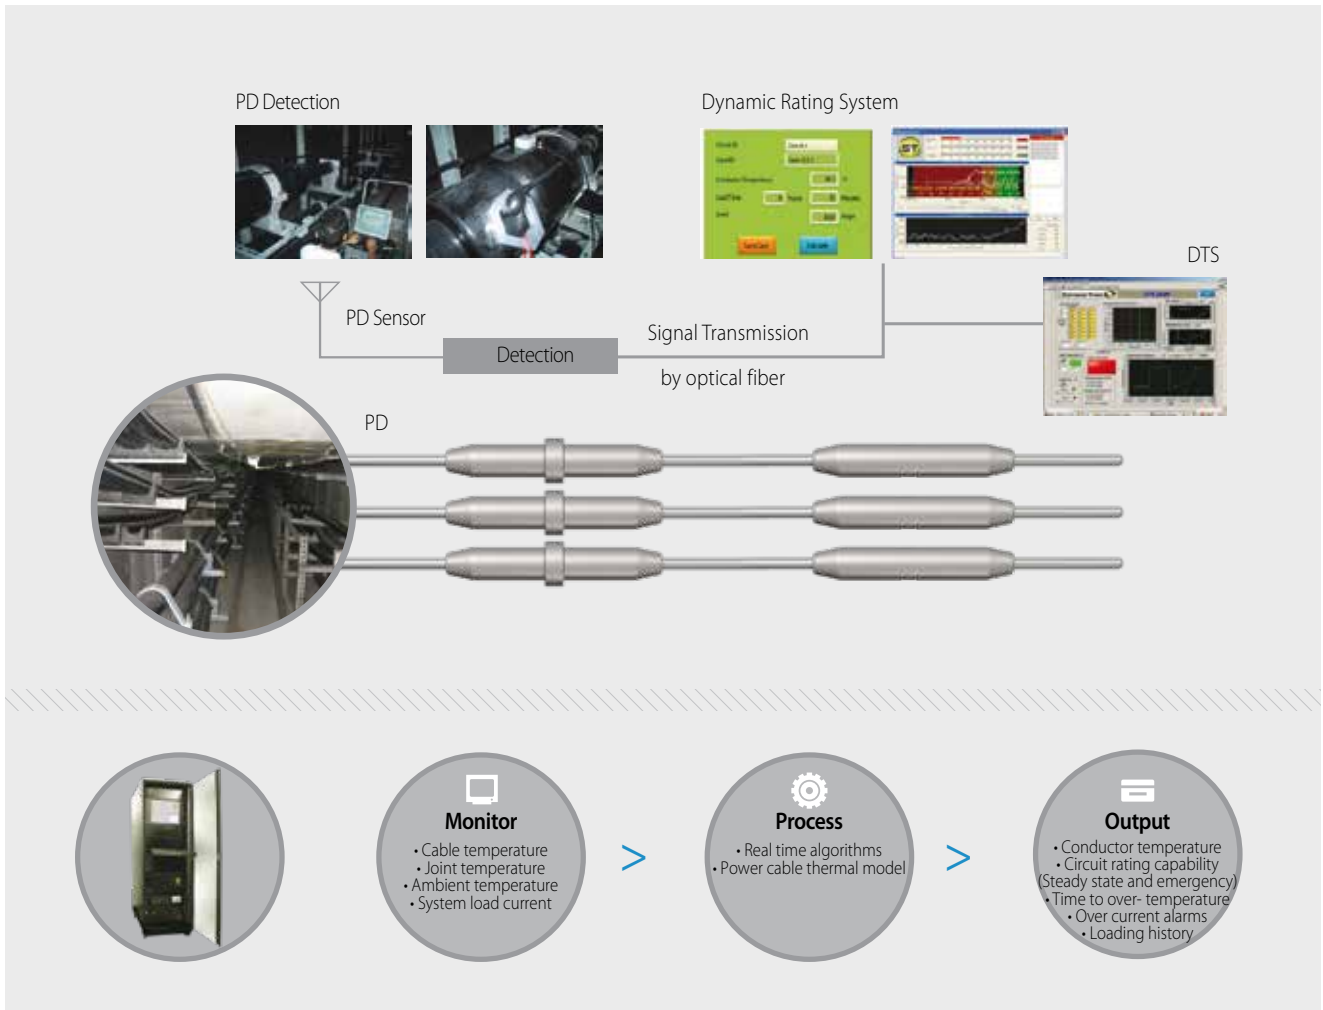 PD Detection
Dynamic Rating System
DTS
PD Sensor
Detection
Signal Transmission
by optical fiber
PD
Monitor
• Cable temperature
• Joint temperature
• Ambient temperature
• System load current
>
Process
• Real time algorithms
• Power cable thermal model
>
Output
• Conductor temperature
• Circuit rating capability
(Steady state and emergency)
• Time to over- temperature
• Over current alarms
• Loading history